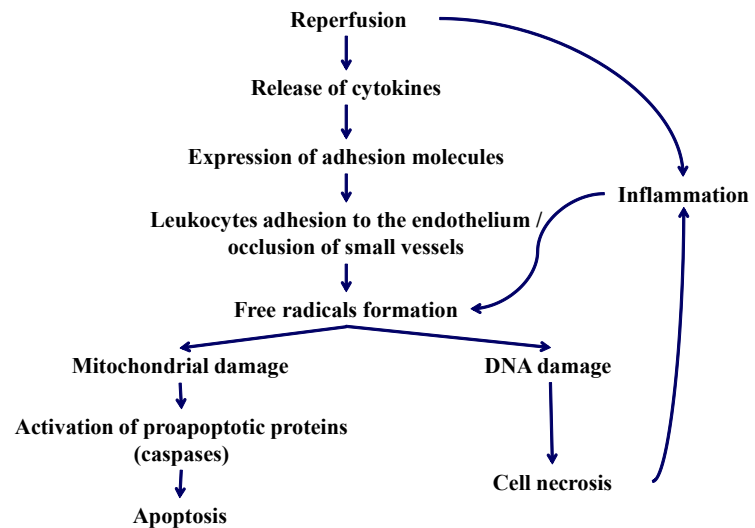 Reperfusion
Release of cytokines
Expression of adhesion molecules
Inflammation
Leukocytes adhesion to the endothelium /
occlusion of small vessels
Free radicals formation
Mitochondrial damage
DNA damage
Activation of proapoptotic proteins
(caspases)
Cell necrosis
Apoptosis